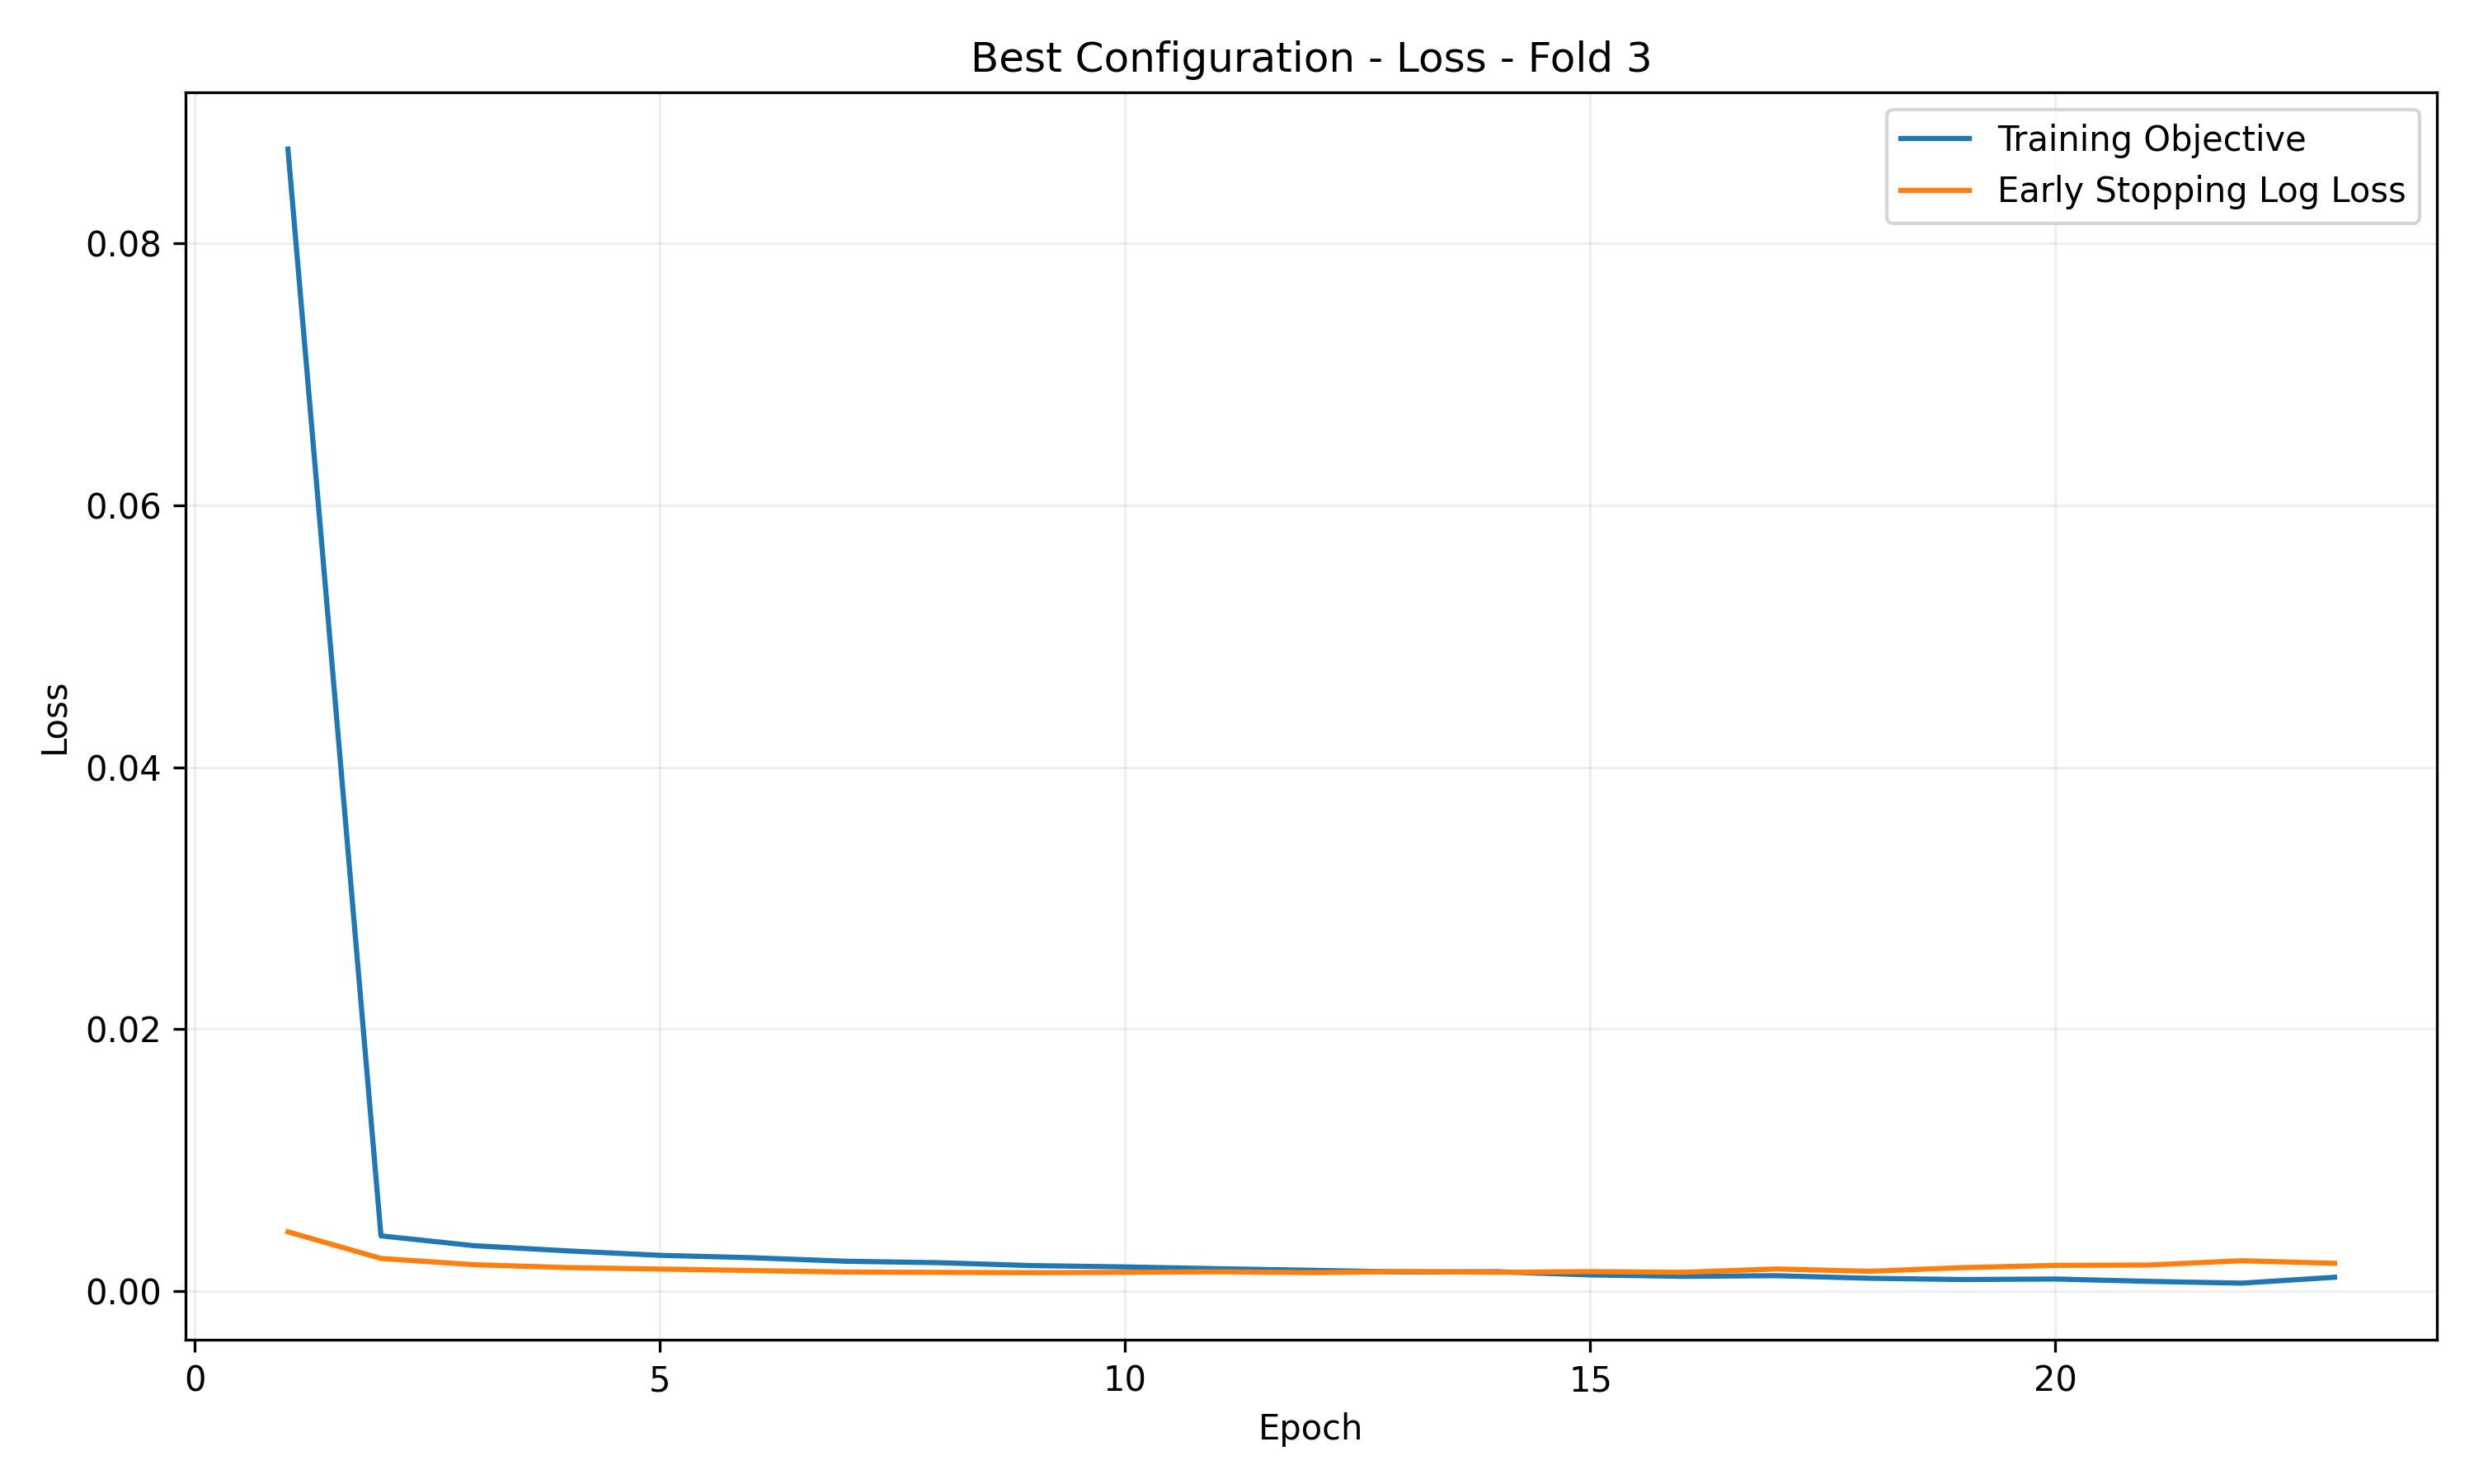 Best Configuration - Loss - Fold 3
Training Objective
Early Stopping Log Loss
0.08
0.06
0.04
0.02
0.00
Loss
0 5 10 15 20
Epoch